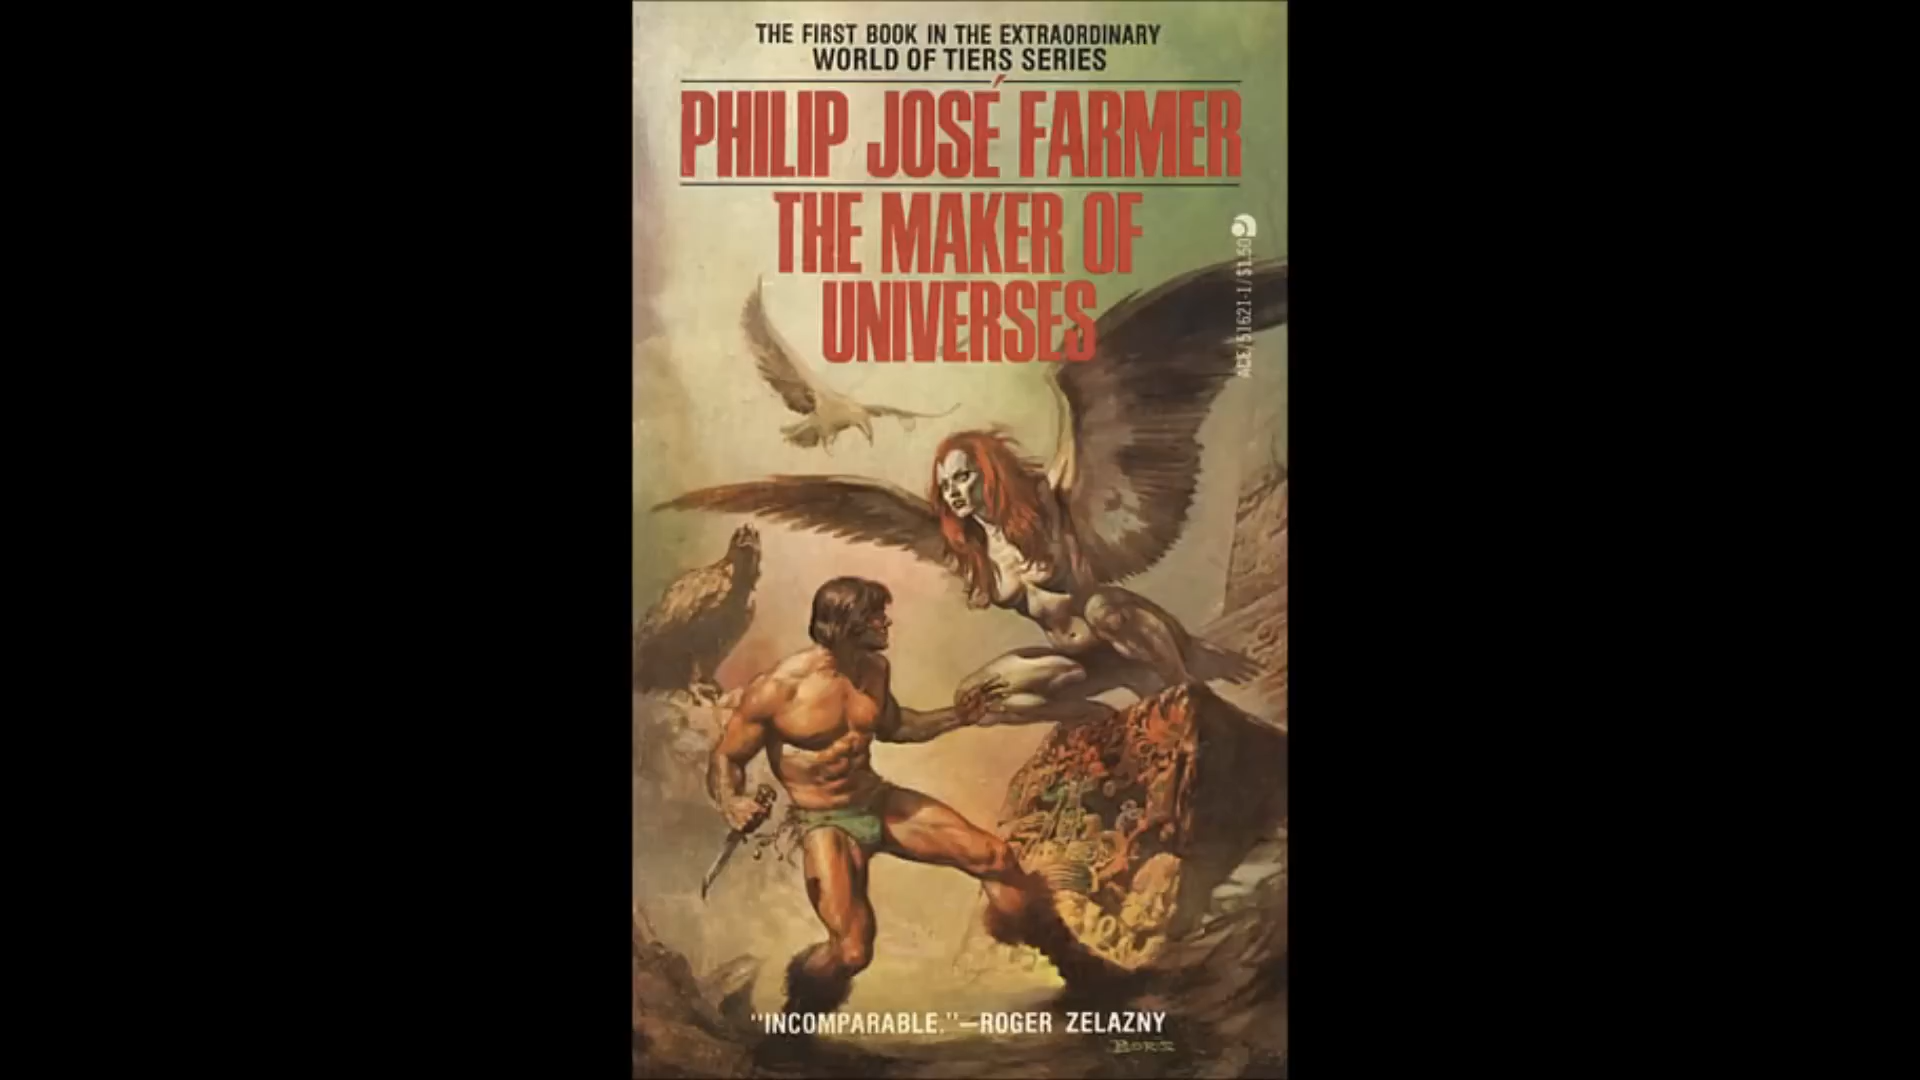 THE FIRST BOOK IN THE EXTRAORDINARY
WORLD OF TIERS SERIES
PHILIP JOSÉ FARMER
THE MAKER OF
UNIVERSES
ACE/51621-1/$1.50
"INCOMPARABLE."—ROGER ZELAZNY
BORIS